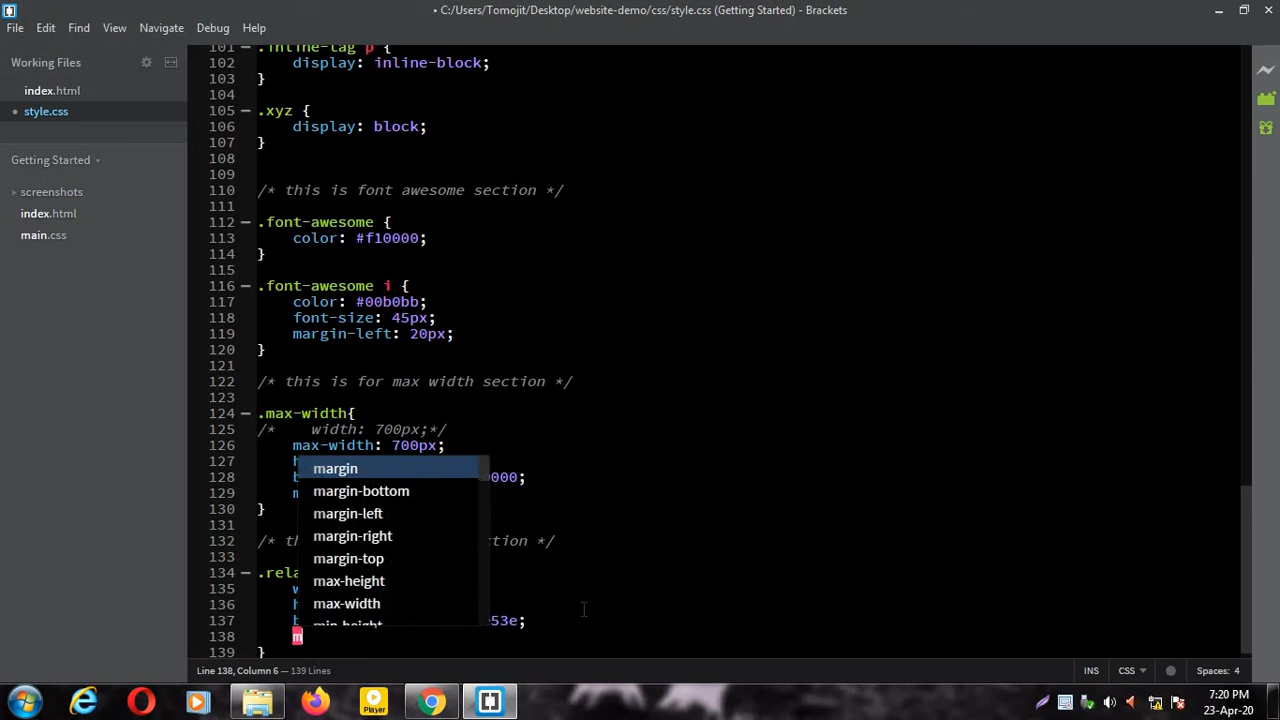 • C:/Users/Tomojit/Desktop/website-demo/css/style.css (Getting Started) - Brackets
File Edit Find View Navigate Debug Help
Working Files
index.html
• style.css
Getting Started
screenshots
index.html
main.css
101 .inline-tag p {
102 display: inline-block;
103 }
104
105 .xyz {
106 display: block;
107 }
108
109
110 /* this is font awesome section */
111
112 .font-awesome {
113 color: #f10000;
114 }
115
116 .font-awesome i {
117 color: #00b0bb;
118 font-size: 45px;
119 margin-left: 20px;
120 }
121
122 /* this is for max width section */
123
124 .max-width{
125 /* width: 700px;*/
126 max-width: 700px;
127 h
128 b 000;
129 m
130 }
131
132 /* th ction */
133
134 .rela
135 w
136 h
137 b 53e;
138 m
139 }
margin
margin-bottom
margin-left
margin-right
margin-top
max-height
max-width
min-height
Line 138, Column 6 — 139 Lines
INS CSS Spaces: 4
Player
7:20 PM
23-Apr-20